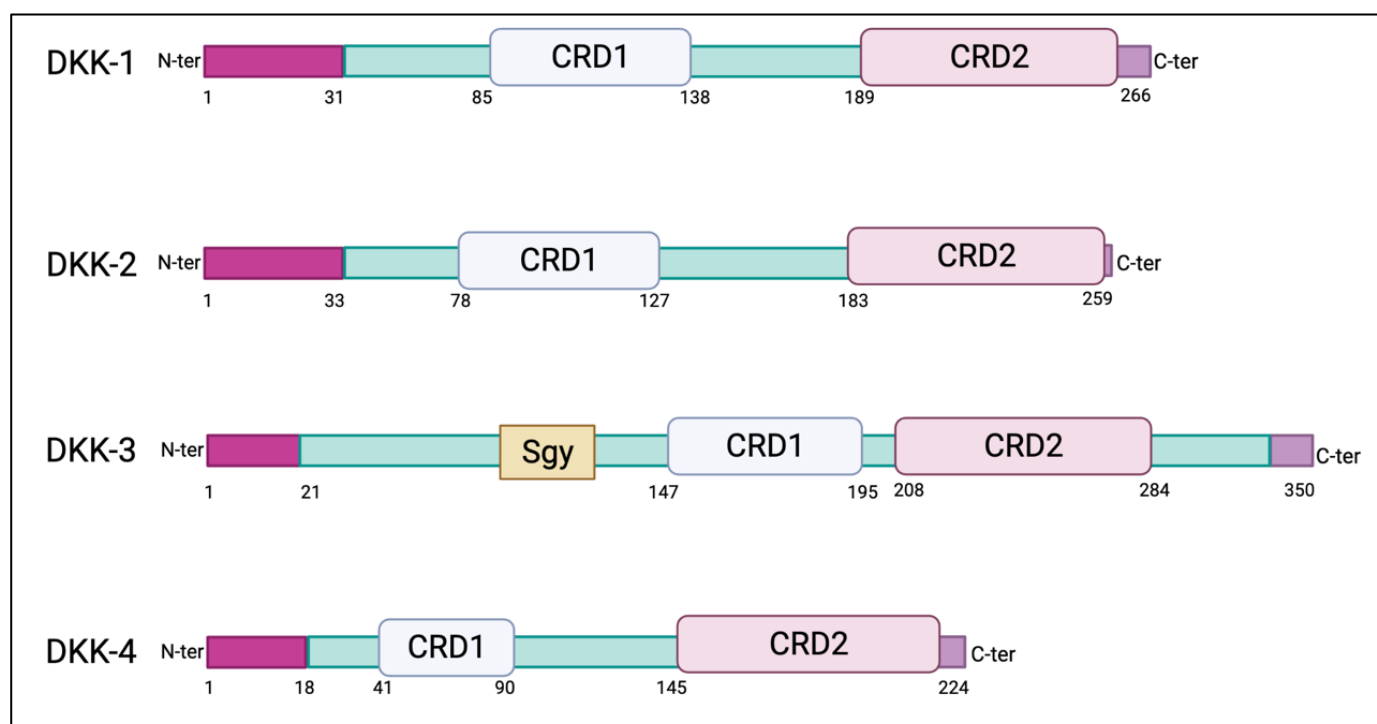 DKK-1 N-ter CRD1 CRD2 C-ter
1 31 85 138 189 266
DKK-2 N-ter CRD1 CRD2 C-ter
1 33 78 127 183 259
DKK-3 N-ter Sgy CRD1 CRD2 C-ter
1 21 147 195 208 284 350
DKK-4 N-ter CRD1 CRD2 C-ter
1 18 41 90 145 224